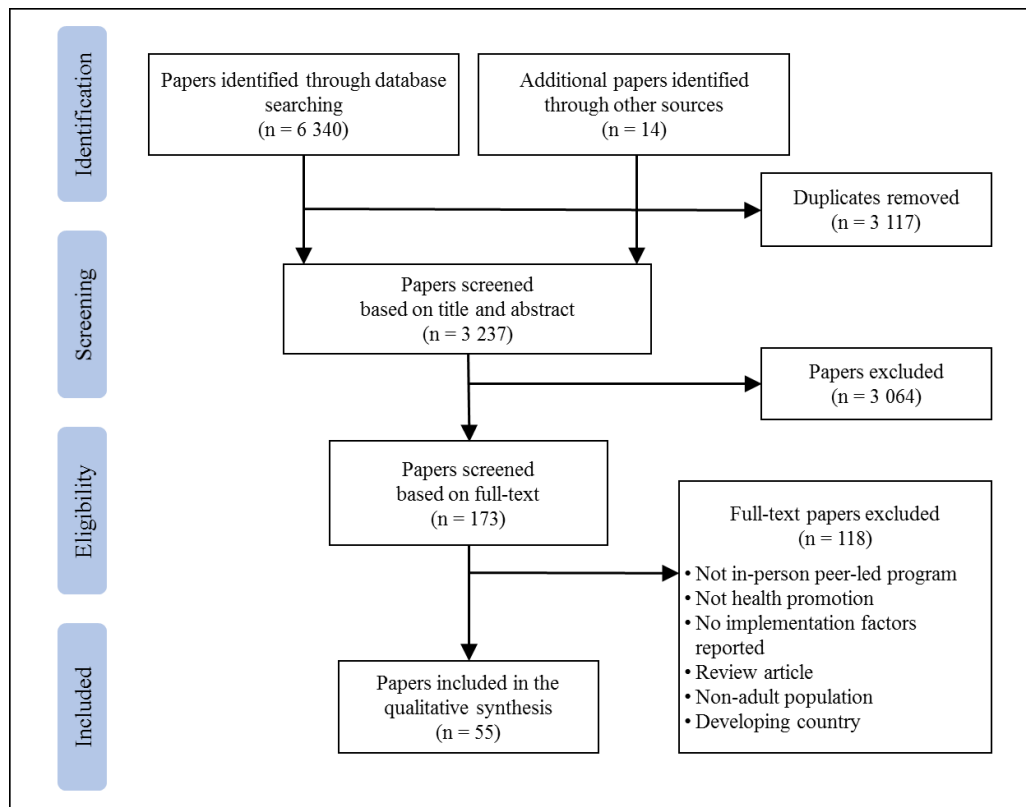 Identification
Papers identified through database
searching
(n = 6 340)
Additional papers identified
through other sources
(n = 14)
Duplicates removed
(n = 3 117)
Screening
Papers screened
based on title and abstract
(n = 3 237)
Papers excluded
(n = 3 064)
Eligibility
Papers screened
based on full-text
(n = 173)
Full-text papers excluded
(n = 118)
• Not in-person peer-led program
• Not health promotion
• No implementation factors
reported
• Review article
• Non-adult population
• Developing country
Included
Papers included in the
qualitative synthesis
(n = 55)